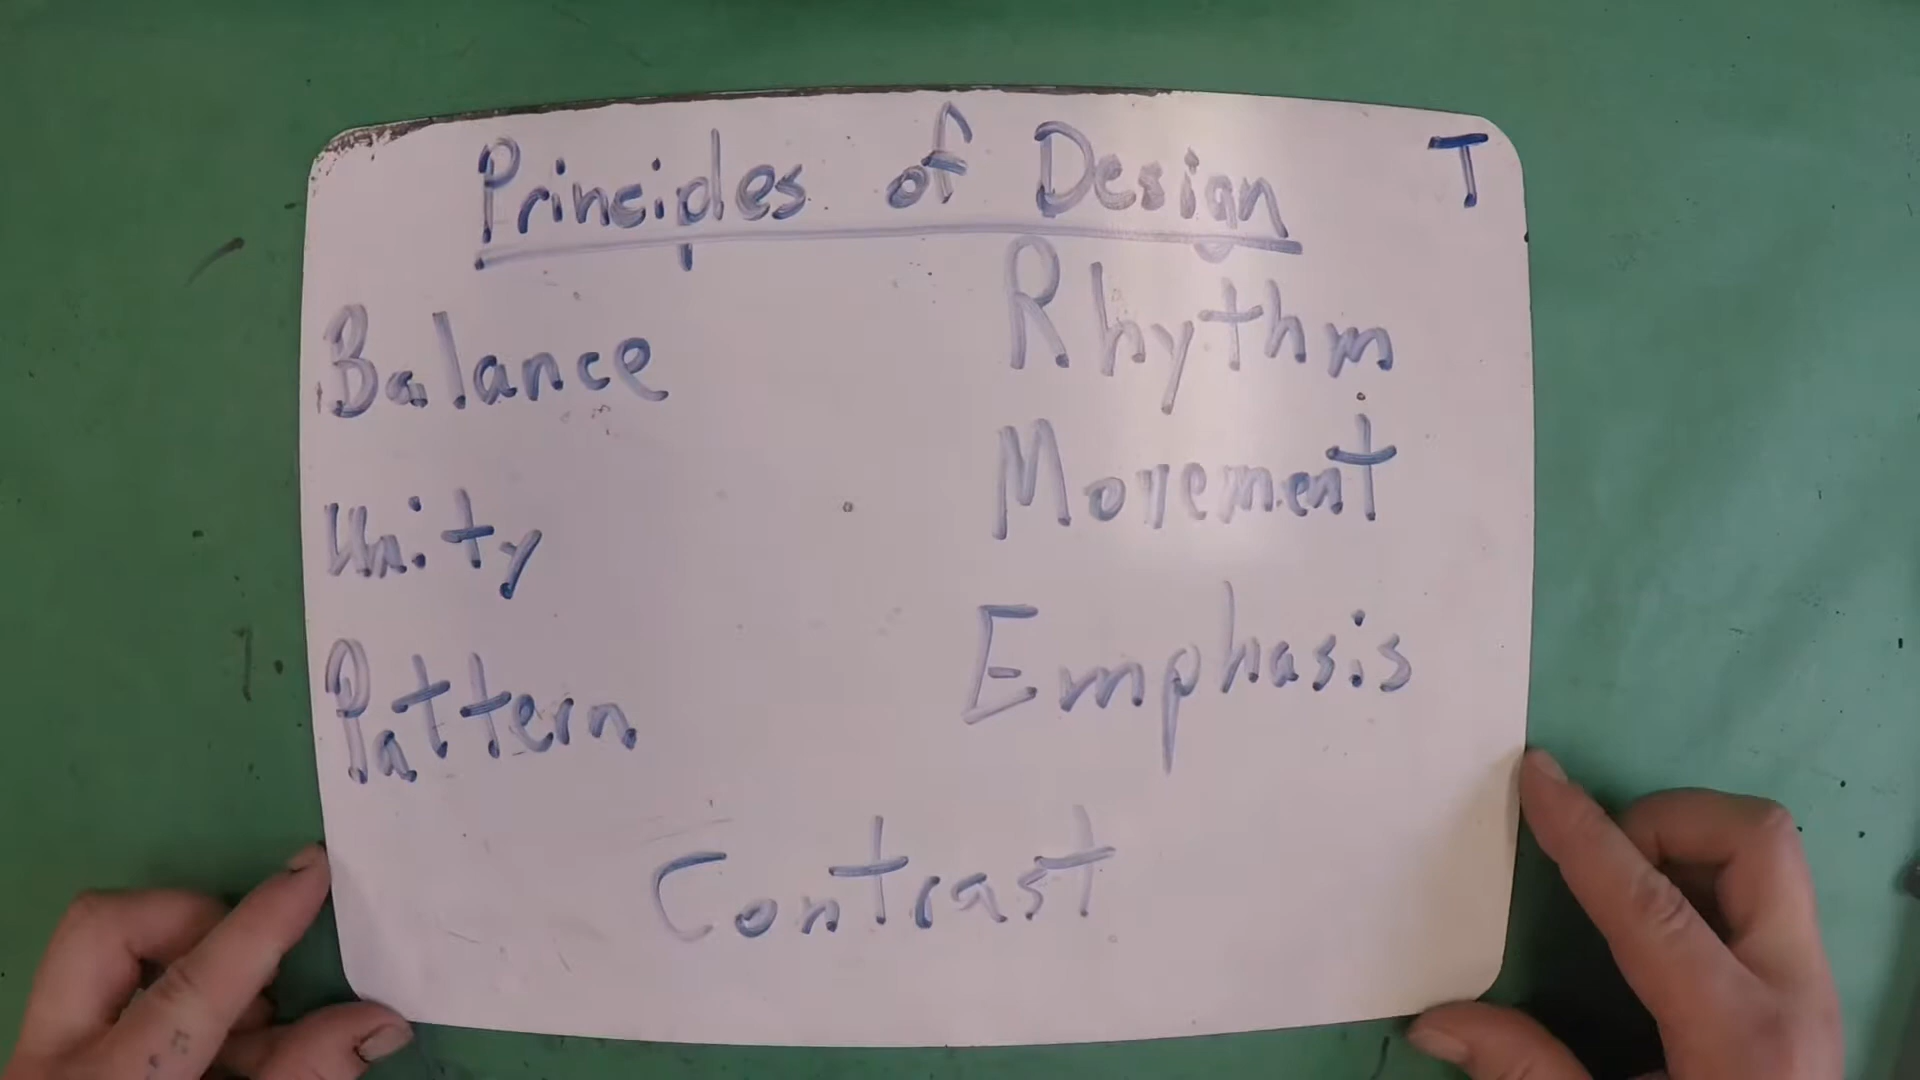 Principles of Design T
Balance
Unity
Pattern
Rhythm
Movement
Emphasis
Contrast